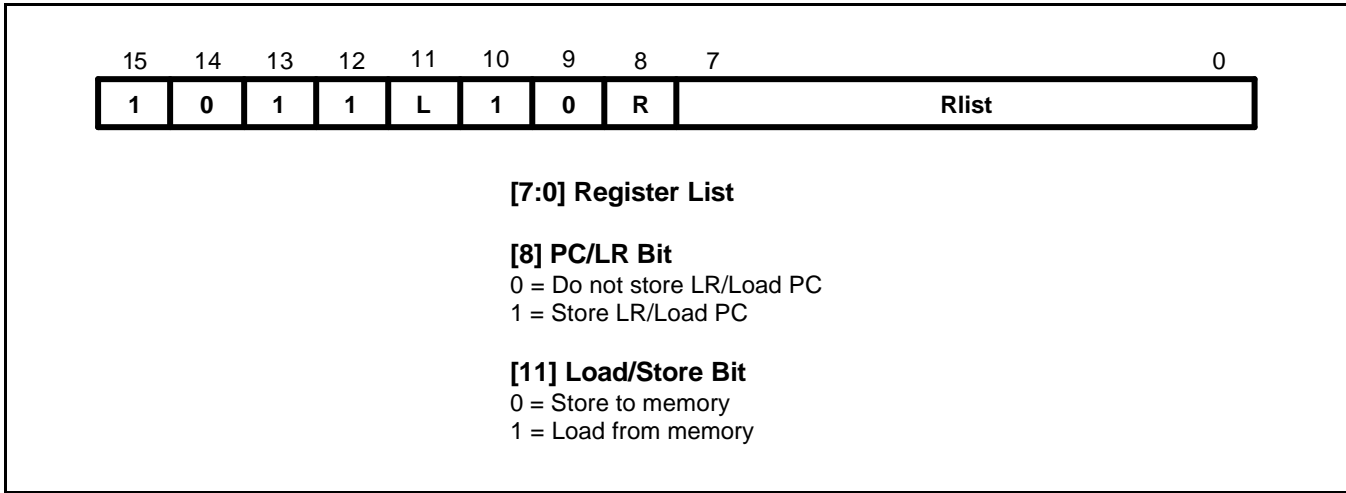 15 14 13 12 11 10 9 8 7 0
1 0 1 1 L 1 0 R Rlist
[7:0] Register List
[8] PC/LR Bit
0 = Do not store LR/Load PC
1 = Store LR/Load PC
[11] Load/Store Bit
0 = Store to memory
1 = Load from memory